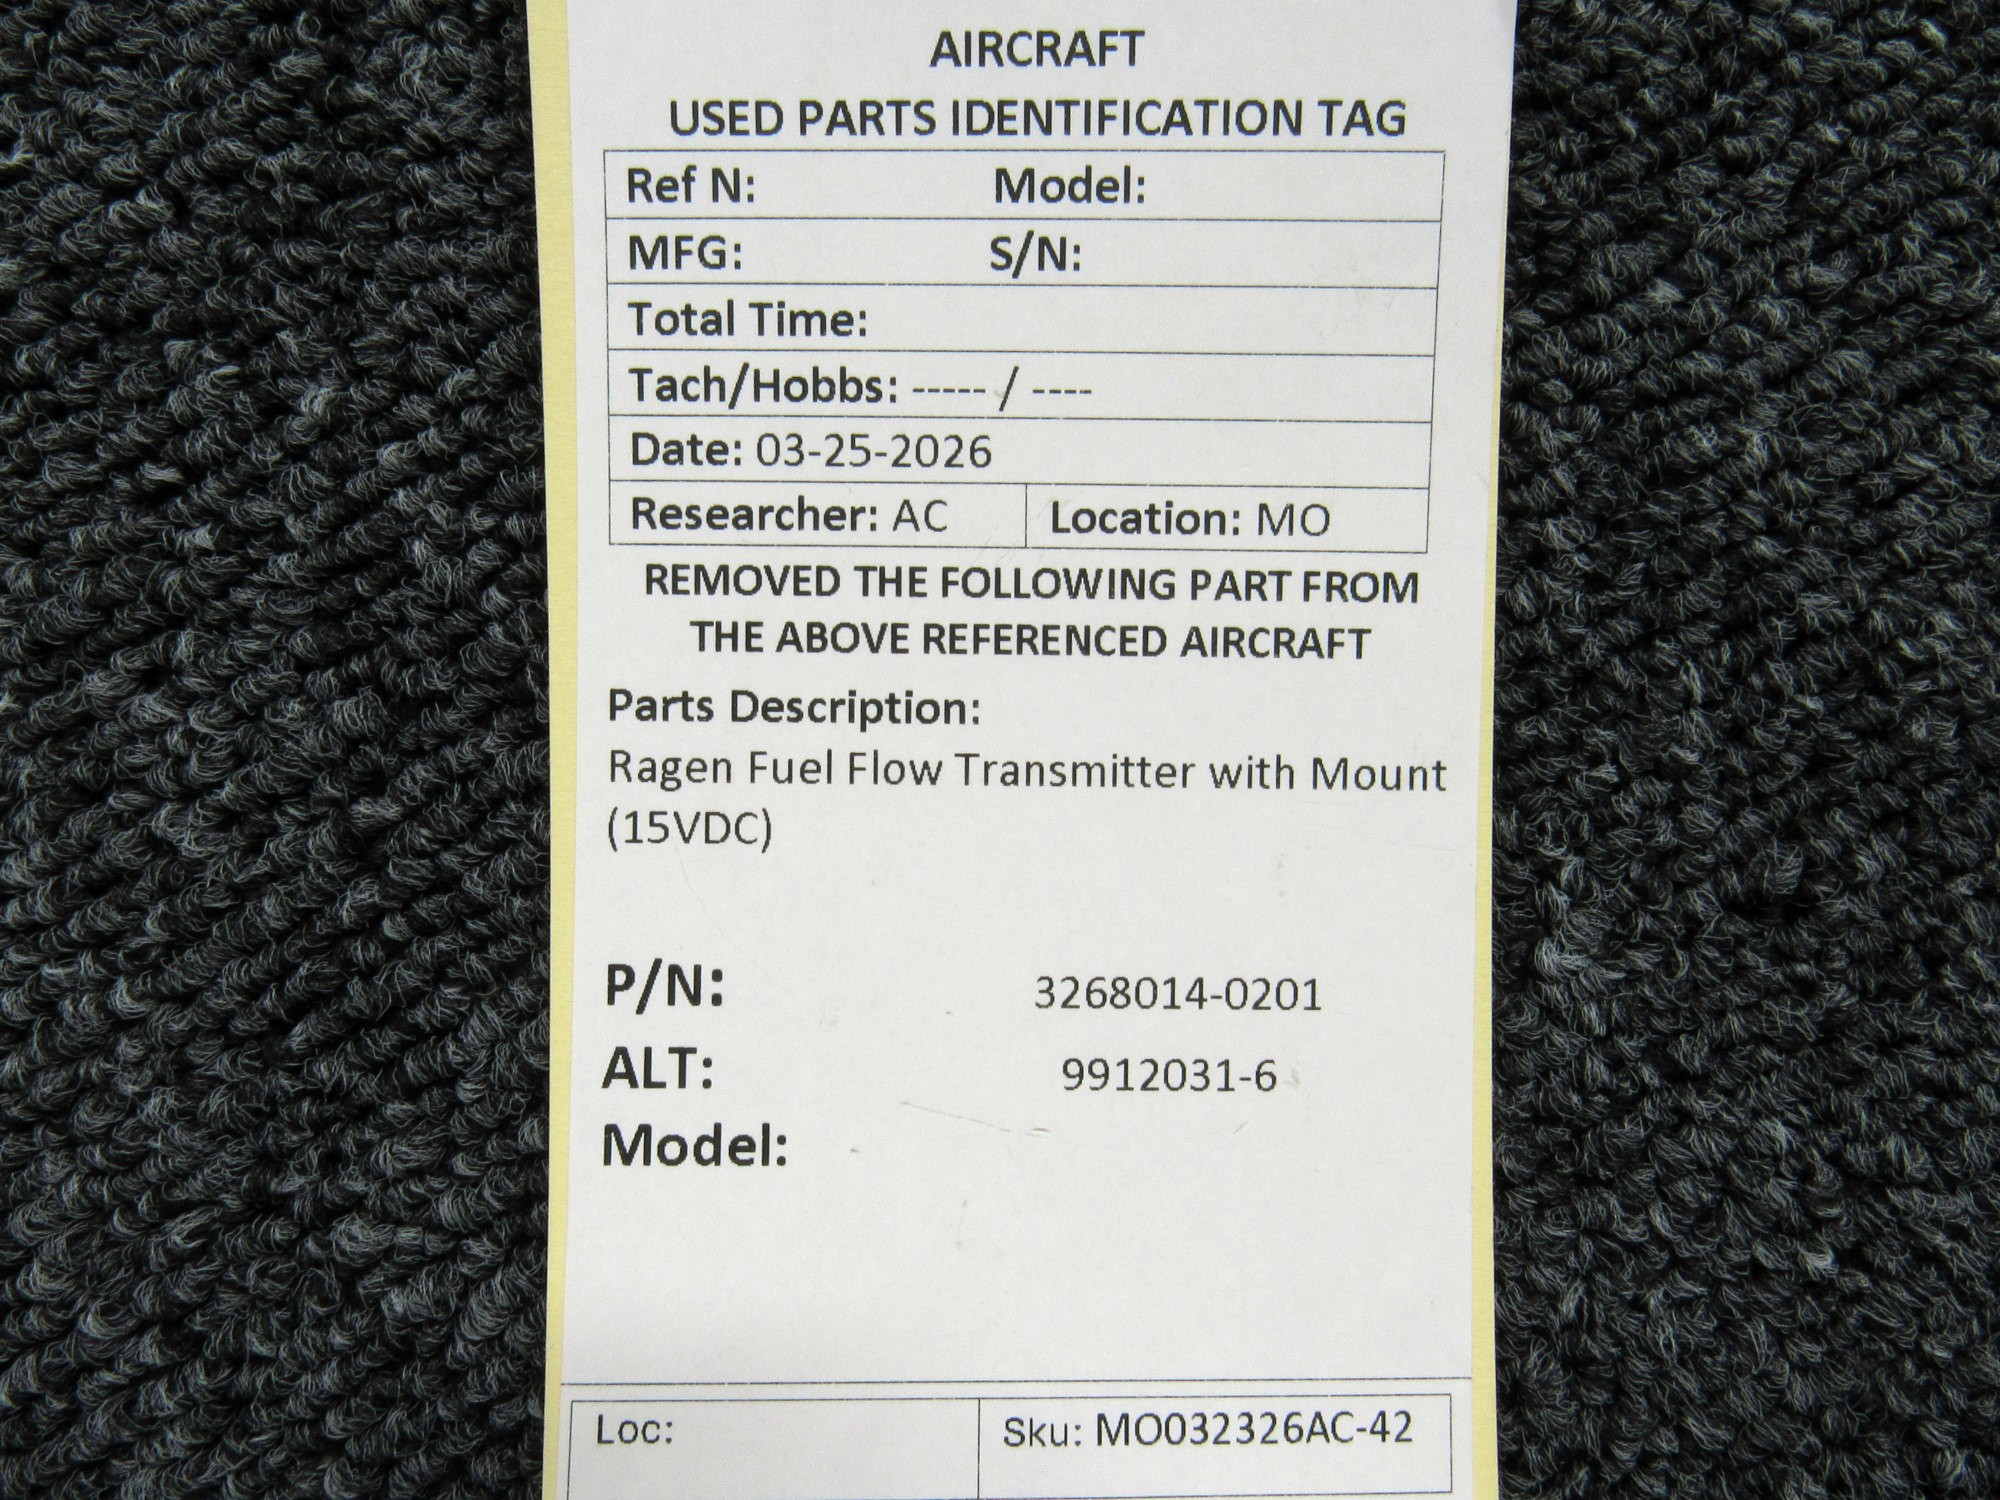 AIRCRAFT
USED PARTS IDENTIFICATION TAG
Ref N: Model:
MFG: S/N:
Total Time:
Tach/Hobbs: ----- / ----
Date: 03-25-2026
Researcher: AC Location: MO
REMOVED THE FOLLOWING PART FROM
THE ABOVE REFERENCED AIRCRAFT
Parts Description:
Ragen Fuel Flow Transmitter with Mount
(15VDC)
P/N: 3268014-0201
ALT: 9912031-6
Model:
Loc: Sku: MO032326AC-42